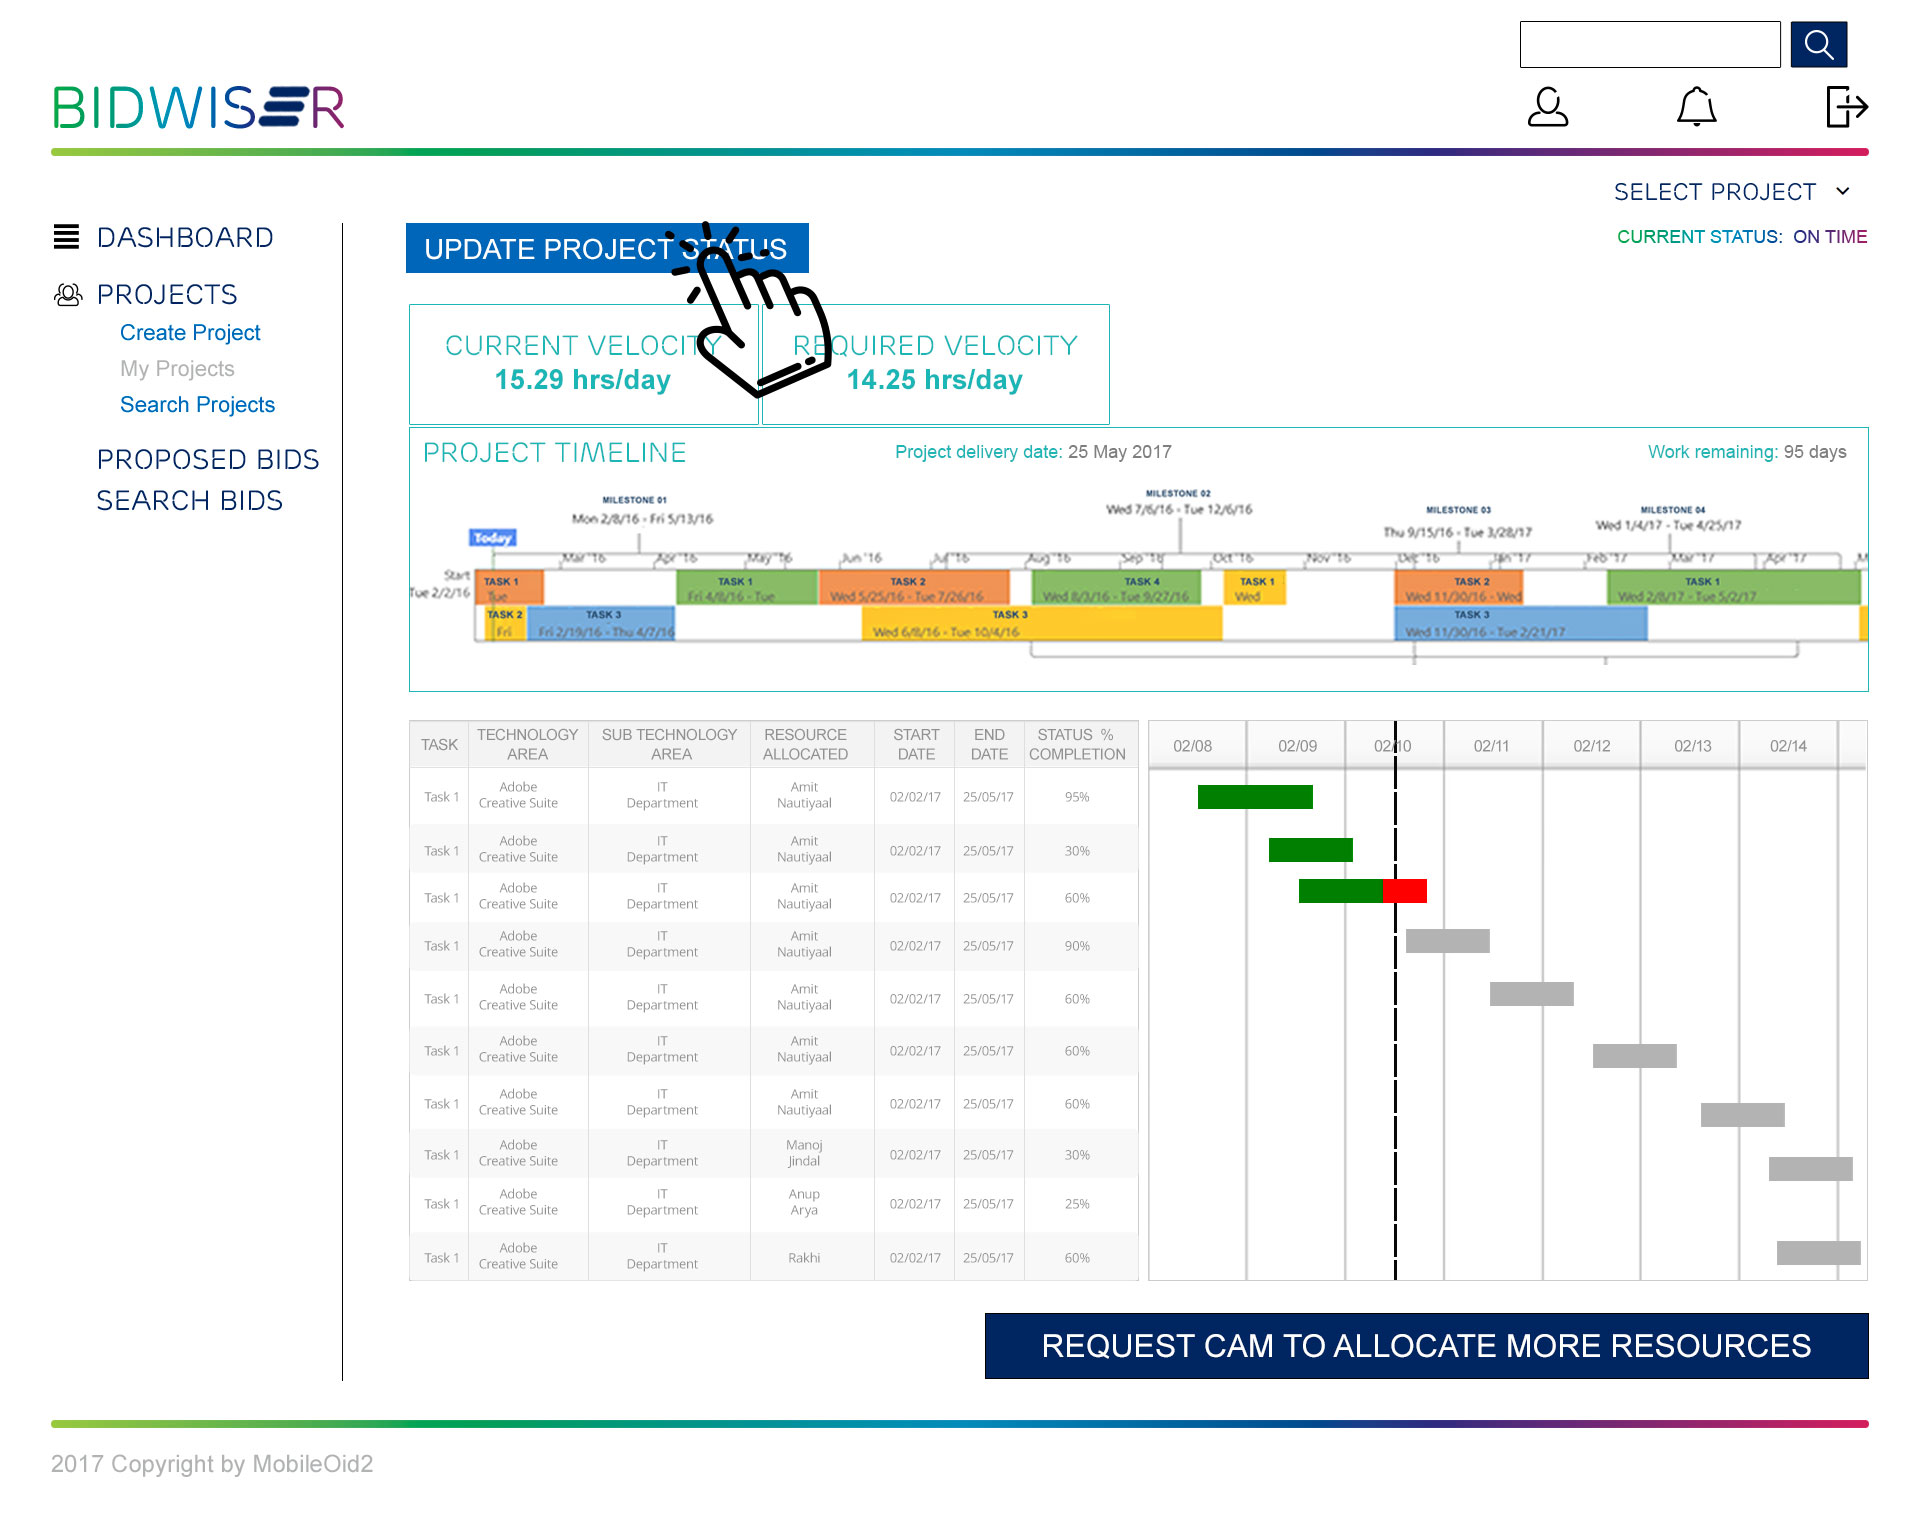 BIDWISER
SELECT PROJECT
CURRENT STATUS: ON TIME
DASHBOARD
PROJECTS
Create Project
My Projects
Search Projects
PROPOSED BIDS
SEARCH BIDS
UPDATE PROJECT STATUS
CURRENT VELOCITY
15.29 hrs/day
REQUIRED VELOCITY
14.25 hrs/day
PROJECT TIMELINE
Project delivery date: 25 May 2017
Work remaining: 95 days
MILESTONE 01
Mon 2/8/16 - Fri 5/13/16
MILESTONE 02
Wed 7/6/16 - Tue 12/6/16
MILESTONE 03
Thu 9/15/16 - Tue 3/28/17
MILESTONE 04
Wed 1/4/17 - Tue 4/25/17
Today
Mar '16 Apr '16 May '16 Jun '16 Jul '16 Aug '16 Sep '16 Oct '16 Nov '16 Dec '16 Jan '17 Feb '17 Mar '17 Apr '17 M
Start
Tue 2/2/16
TASK 1 TASK 1 TASK 2 TASK 4 TASK 1 TASK 2 TASK 1
Tue Fri 4/8/16 - Tue Wed 5/25/16 - Tue 7/26/16 Wed 8/3/16 - Tue 9/27/16 Wed Wed 11/30/16 - Wed Wed 2/8/17 - Tue 5/2/17
TASK 2 TASK 3 TASK 3 TASK 3
Fri Fri 2/19/16 - Thu 4/7/16 Wed 6/8/16 - Tue 10/4/16 Wed 11/30/16 - Tue 2/21/17
TASK TECHNOLOGY AREA SUB TECHNOLOGY AREA RESOURCE ALLOCATED START DATE END DATE STATUS % COMPLETION
02/08 02/09 02/10 02/11 02/12 02/13 02/14
Task 1 Adobe Creative Suite IT Department Amit Nautiyaal 02/02/17 25/05/17 95%
Task 1 Adobe Creative Suite IT Department Amit Nautiyaal 02/02/17 25/05/17 30%
Task 1 Adobe Creative Suite IT Department Amit Nautiyaal 02/02/17 25/05/17 60%
Task 1 Adobe Creative Suite IT Department Amit Nautiyaal 02/02/17 25/05/17 90%
Task 1 Adobe Creative Suite IT Department Amit Nautiyaal 02/02/17 25/05/17 60%
Task 1 Adobe Creative Suite IT Department Amit Nautiyaal 02/02/17 25/05/17 60%
Task 1 Adobe Creative Suite IT Department Amit Nautiyaal 02/02/17 25/05/17 60%
Task 1 Adobe Creative Suite IT Department Manoj Jindal 02/02/17 25/05/17 30%
Task 1 Adobe Creative Suite IT Department Anup Arya 02/02/17 25/05/17 25%
Task 1 Adobe Creative Suite IT Department Rakhi 02/02/17 25/05/17 60%
REQUEST CAM TO ALLOCATE MORE RESOURCES
2017 Copyright by MobileOid2